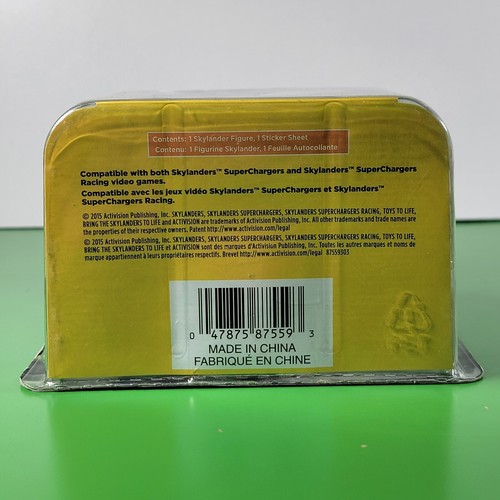 Contents: 1 Skylander Figure, 1 Sticker Sheet
Contenu: 1 Figurine Skylander, 1 Feuille Autocollante
Compatible with both Skylanders™ SuperChargers and Skylanders™ SuperChargers
Racing video games.
Compatible avec les jeux vidéo Skylanders™ SuperChargers et Skylanders™
SuperChargers Racing.
© 2015 Activision Publishing, Inc. SKYLANDERS, SKYLANDERS SUPERCHARGERS, SKYLANDERS SUPERCHARGERS RACING, TOYS TO LIFE,
BRING THE SKYLANDERS TO LIFE and ACTIVISION are trademarks of Activision Publishing, Inc. All other trademarks and trade names are
the properties of their respective owners. Patent http://www.activision.com/legal
© 2015 Activision Publishing, Inc. SKYLANDERS, SKYLANDERS SUPERCHARGERS, SKYLANDERS SUPERCHARGERS RACING, TOYS TO LIFE,
BRING THE SKYLANDERS TO LIFE et ACTIVISION sont des marques d'Activision Publishing, Inc. Toutes les autres marques et noms de
marque appartiennent à leurs propriétaires respectifs. Brevet http://www.activision.com/legal 87559503
0 47875 87559 3
MADE IN CHINA
FABRIQUÉ EN CHINE